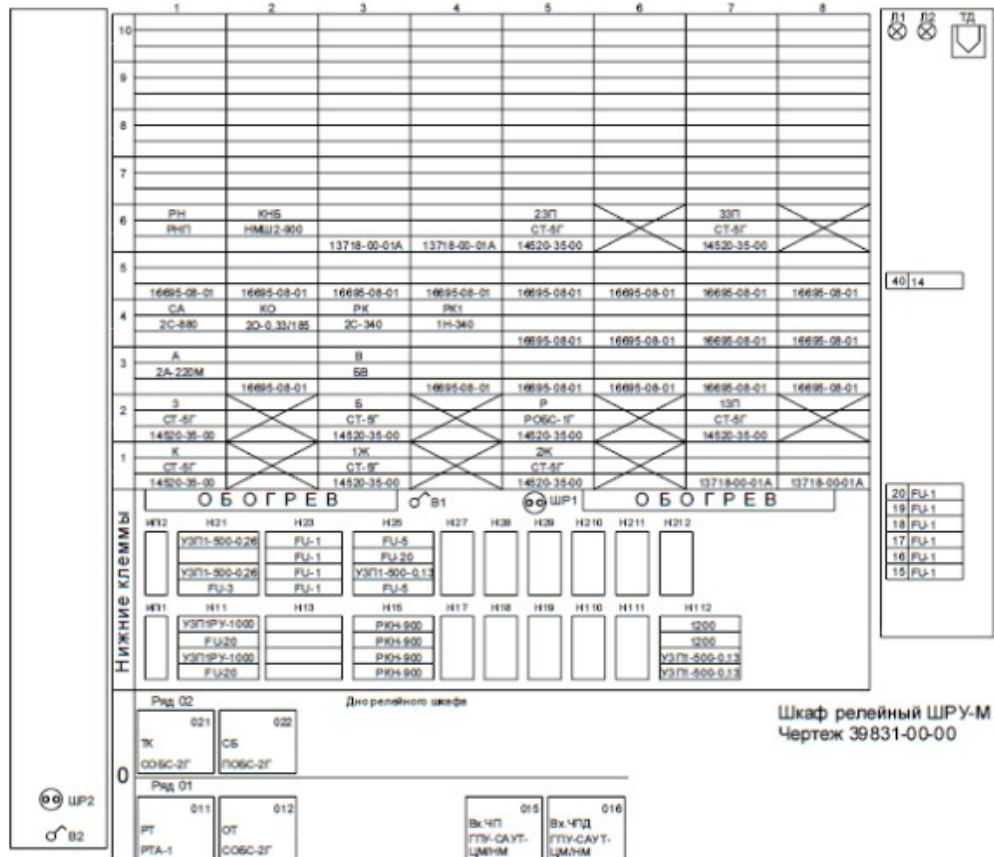 1 2 3 4 5 6 7 8
Л1 Л2 ТД
10
9
8
7
6
РН КНБ 23П 33П
РНП НМШ2-900 СТ-5Г СТ-5Г
13718-00-01А 13718-00-01А 14520-35-00 14520-35-00
5
16695-08-01 16695-08-01 16695-08-01 16695-08-01 16695-08-01 16695-08-01 16695-08-01 16695-08-01
40 14
4
СА КО РК РК1
2С-880 2О-0,33/185 2С-340 1Н-340
16695-08-01 16695-08-01 16695-08-01 16695-08-01
3
А В
2А-220М БВ
16695-08-01 16695-08-01 16695-08-01 16695-08-01 16695-08-01 16695-08-01
2
З Б Р 13П
СТ-5Г СТ-5Г РОБС-1Г СТ-5Г
14520-35-00 14520-35-00 14520-35-00 14520-35-00
1
К 1Ж 2Ж
СТ-5Г СТ-5Г СТ-5Г
14520-35-00 14520-35-00 14520-35-00 13718-00-01А 13718-00-01А
ОБОГРЕВ В1 ШР1 ОБОГРЕВ
20 FU-1
19 FU-1
18 FU-1
17 FU-1
16 FU-1
15 FU-1
Нижние клеммы
ИП2 Н21 Н23 Н25 Н27 Н28 Н29 Н210 Н211 Н212
УЗП1-500-0,26 FU-1 FU-5
FU-1 FU-20
УЗП1-500-0,26 FU-1 УЗП1-500-0,13
FU-3 FU-1 FU-5
ИП1 Н11 Н13 Н15 Н17 Н18 Н19 Н110 Н111 Н112
УЗП1РУ-1000 РКН-900 1200
FU-20 РКН-900 1200
УЗП1РУ-1000 РКН-900 УЗП1-500-0,13
FU-20 РКН-900 УЗП1-500-0,13
Ряд 02 Дно релейного шкафа
Шкаф релейный ШРУ-М
Чертеж 39831-00-00
021 022
ТК СБ
СОБС-2Г ПОБС-2Г
0
Ряд 01
011 012 015 016
РТ ОТ Вх.ЧП Вх.ЧПД
РТА-1 СОБС-2Г ГПУ-САУТ-ЦМ/НМ ГПУ-САУТ-ЦМ/НМ
ШР2
В2